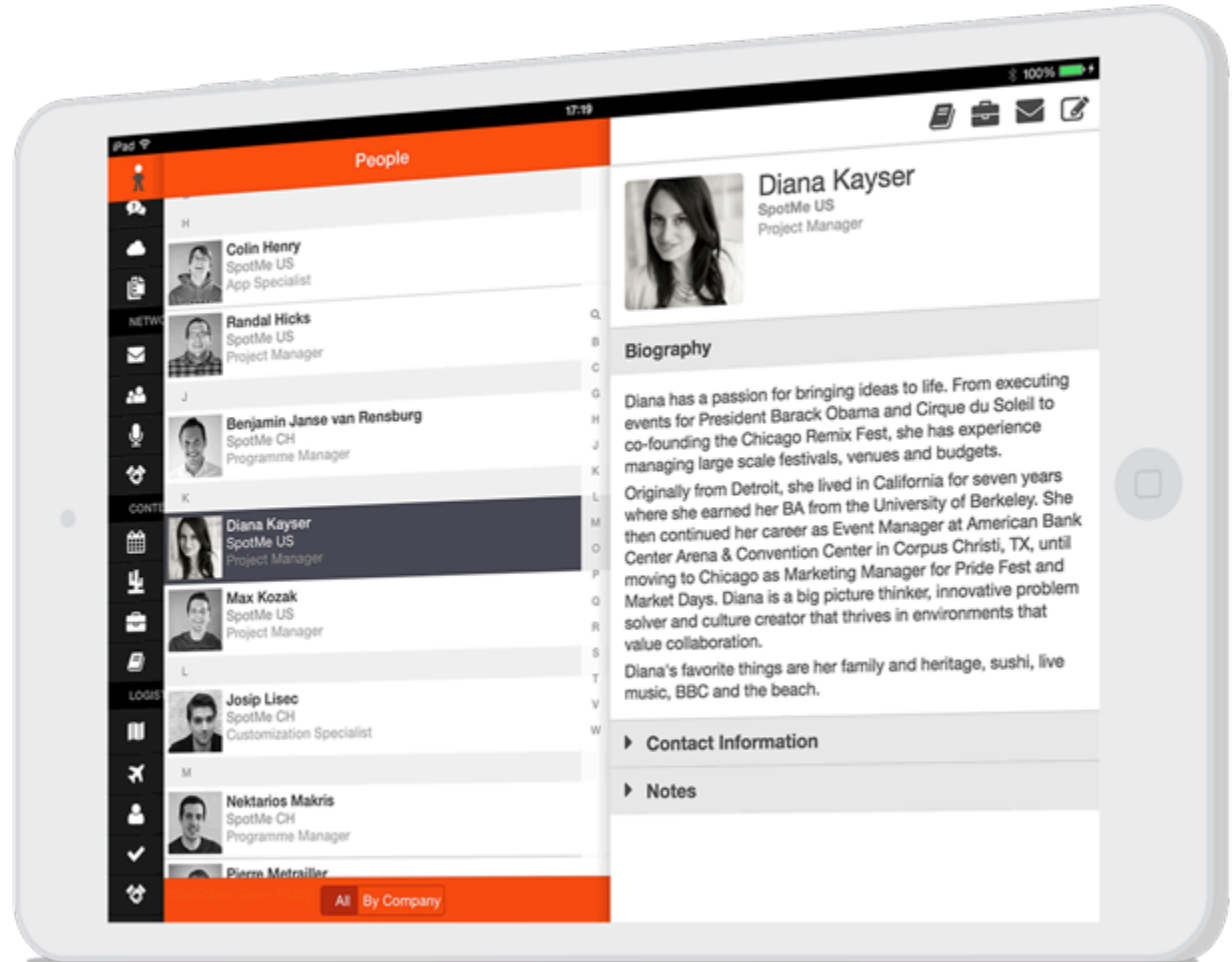 iPad
17:19
100%
People
H
Colin Henry
SpotMe US
App Specialist
Randal Hicks
SpotMe US
Project Manager
J
Benjamin Janse van Rensburg
SpotMe CH
Programme Manager
K
Diana Kayser
SpotMe US
Project Manager
Max Kozak
SpotMe US
Project Manager
L
Josip Lisec
SpotMe CH
Customization Specialist
M
Nektarios Makris
SpotMe CH
Programme Manager
Pierre Metrailler
All By Company
NETWO
CONTE
LOGIST
B
C
G
H
J
K
L
M
O
P
Q
R
S
T
V
W
Diana Kayser
SpotMe US
Project Manager
Biography
Diana has a passion for bringing ideas to life. From executing
events for President Barack Obama and Cirque du Soleil to
co-founding the Chicago Remix Fest, she has experience
managing large scale festivals, venues and budgets.
Originally from Detroit, she lived in California for seven years
where she earned her BA from the University of Berkeley. She
then continued her career as Event Manager at American Bank
Center Arena & Convention Center in Corpus Christi, TX, until
moving to Chicago as Marketing Manager for Pride Fest and
Market Days. Diana is a big picture thinker, innovative problem
solver and culture creator that thrives in environments that
value collaboration.
Diana's favorite things are her family and heritage, sushi, live
music, BBC and the beach.
Contact Information
Notes